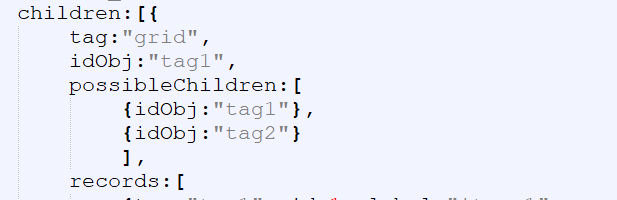 children:[{
tag:"grid",
idObj:"tag1",
possibleChildren:[
{idObj:"tag1"},
{idObj:"tag2"}
],
records:[